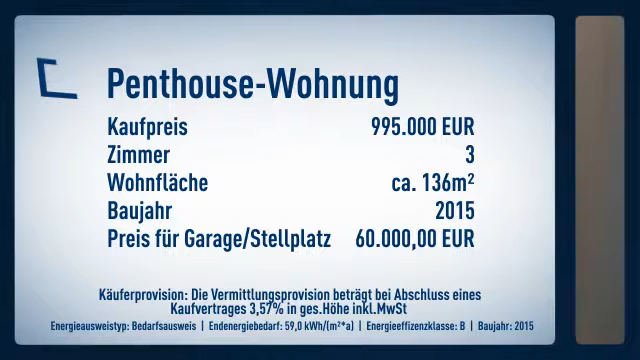 Penthouse-Wohnung
Kaufpreis 995.000 EUR
Zimmer 3
Wohnfläche ca. 136m²
Baujahr 2015
Preis für Garage/Stellplatz 60.000,00 EUR
Käuferprovision: Die Vermittlungsprovision beträgt bei Abschluss eines
Kaufvertrages 3,57% in ges.Höhe inkl.MwSt
Energieausweistyp: Bedarfsausweis | Endenergiebedarf: 59,0 kWh/(m²*a) | Energieeffizenzklasse: B | Baujahr: 2015